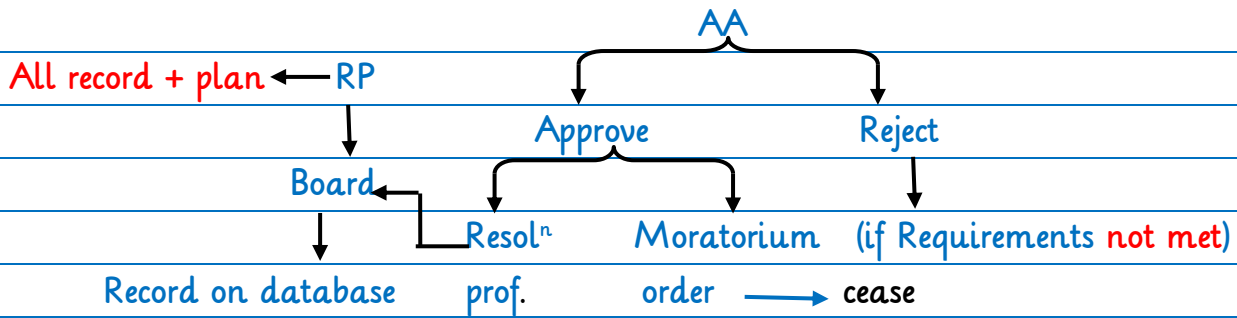 AA
All record + plan RP
Approve Reject
Board
Resolⁿ Moratorium (if Requirements not met)
Record on database prof. order cease